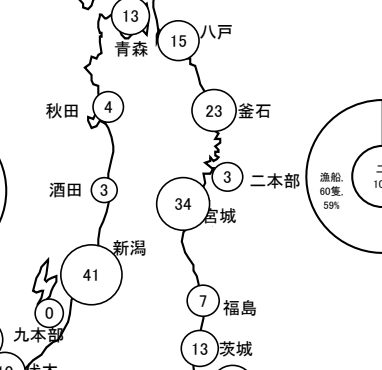 13
青森
15
八戸
秋田
4
23
釜石
酒田
3
3
二本部
漁船,
60隻,
59%
34
宮城
新潟
41
0
九本部
7
福島
13
茨城